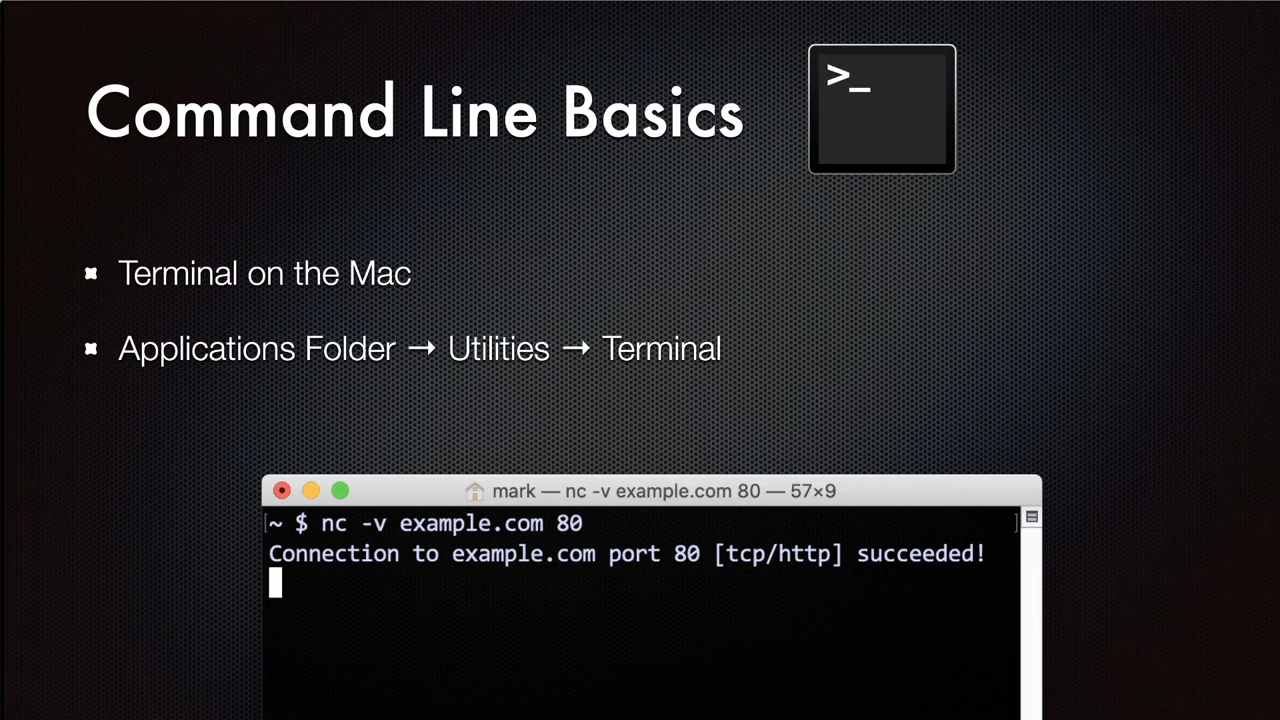 Command Line Basics
>_
Terminal on the Mac
Applications Folder → Utilities → Terminal
mark — nc -v example.com 80 — 57×9
[~ $ nc -v example.com 80 ]
Connection to example.com port 80 [tcp/http] succeeded!